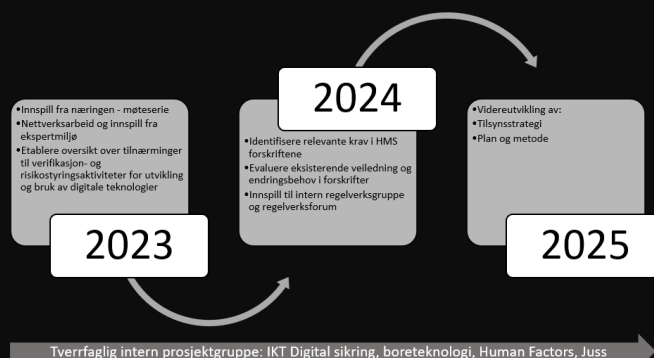 •Innspill fra næringen - møteserie
•Nettverksarbeid og innspill fra
ekspertmiljø
•Etablere oversikt over tilnærminger
til verifikasjon- og
risikostyringsaktiviteter for utvikling
og bruk av digitale teknologier
2023
2024
•Identifisere relevante krav i HMS
forskriftene
•Evaluere eksisterende veiledning og
endringsbehov i forskrifter
•Innspill til intern regelverksgruppe
og regelverksforum
•Videreutvikling av:
•Tilsynsstrategi
•Plan og metode
2025
Tverrfaglig intern prosjektgruppe: IKT Digital sikring, boreteknologi, Human Factors, Juss